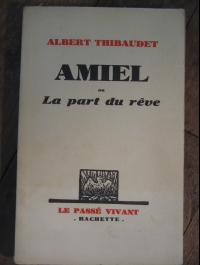 ALBERT THIBAUDET
AMIEL
ou
La part du rêve
LE PASSÉ VIVANT
- HACHETTE -